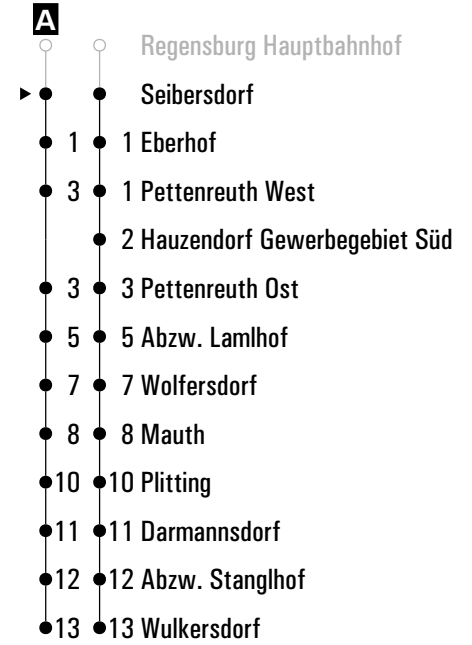 A
Regensburg Hauptbahnhof
Seibersdorf
1 1 Eberhof
3 1 Pettenreuth West
2 Hauzendorf Gewerbegebiet Süd
3 3 Pettenreuth Ost
5 5 Abzw. Lamlhof
7 7 Wolfersdorf
8 8 Mauth
10 10 Plitting
11 11 Darmannsdorf
12 12 Abzw. Stanglhof
13 13 Wulkersdorf